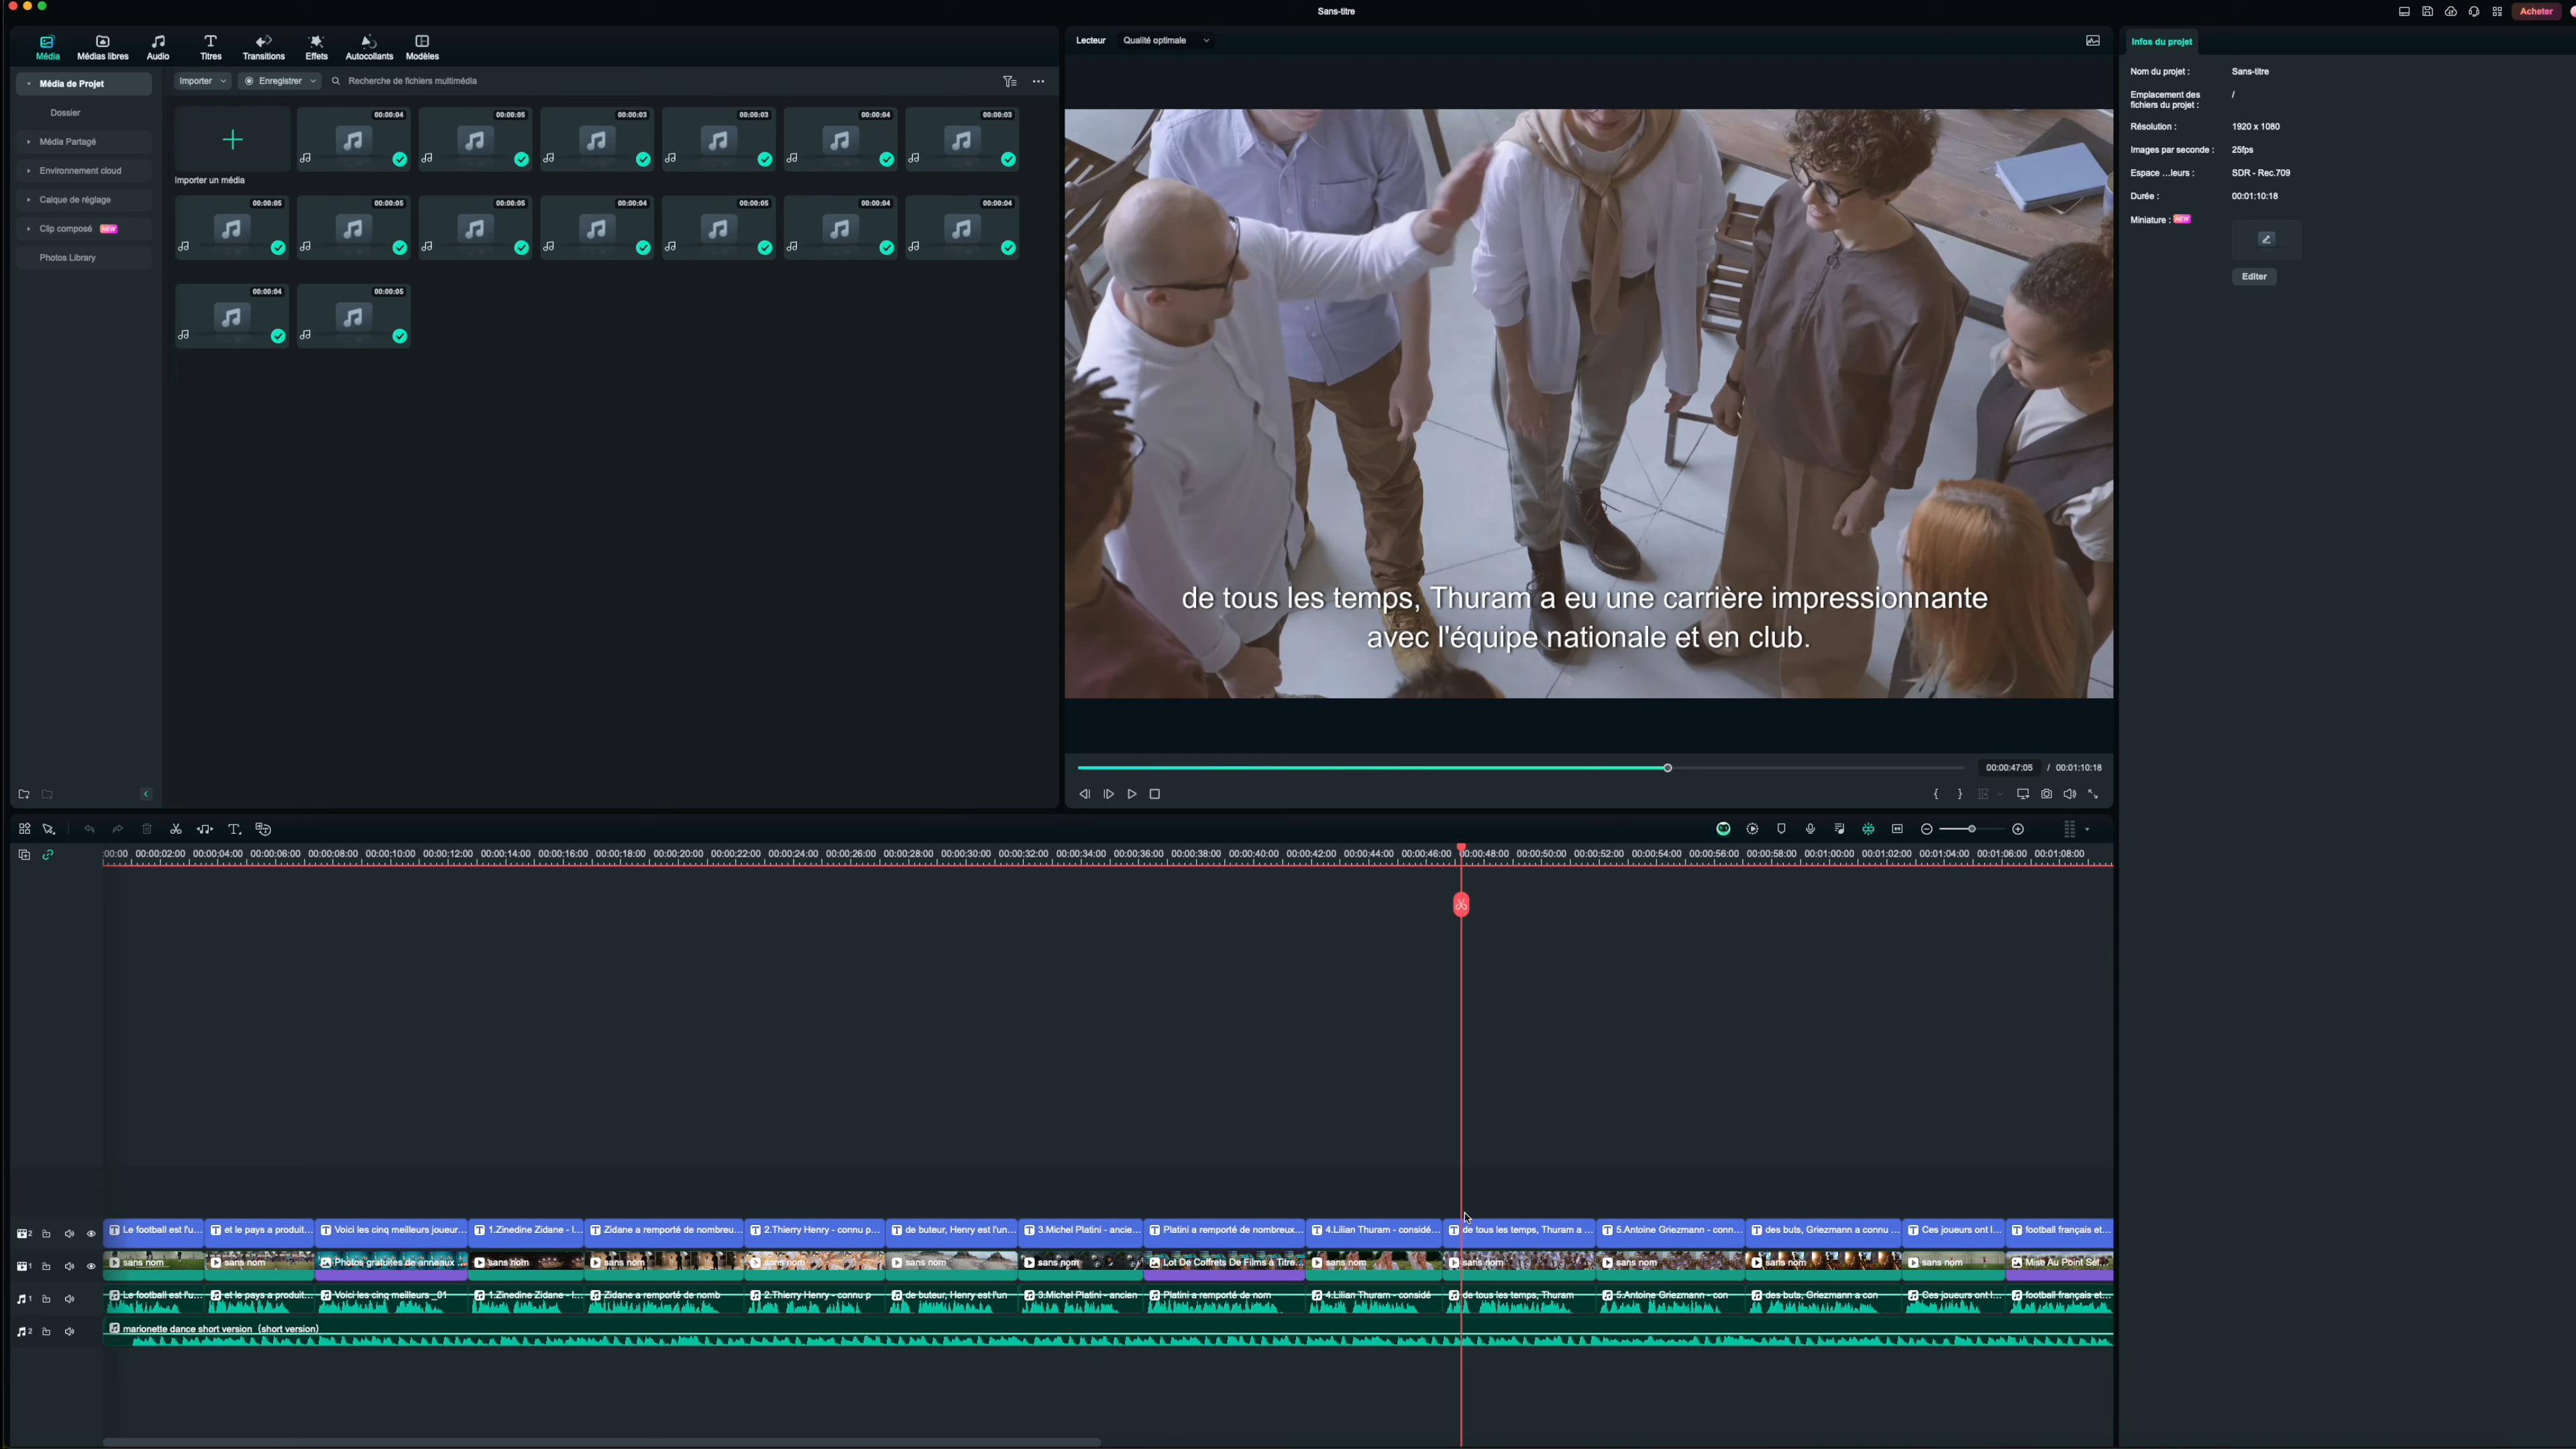 Sans-titre
Acheter
Média
Médias libres
Audio
Titres
Transitions
Effets
Autocollants
Modèles
Média de Projet
Dossier
Média Partagé
Environnement cloud
Calque de réglage
Clip composé NEW
Photos Library
Importer
Enregistrer
Recherche de fichiers multimédia
00:00:04
00:00:05
00:00:03
00:00:03
00:00:04
00:00:03
Importer un média
00:00:05
00:00:05
00:00:05
00:00:04
00:00:05
00:00:04
00:00:04
00:00:04
00:00:05
Lecteur
Qualité optimale
de tous les temps, Thuram a eu une carrière impressionnante
avec l'équipe nationale et en club.
00:00:47:05 / 00:01:10:18
Infos du projet
Nom du projet : Sans-titre
Emplacement des /
fichiers du projet :
Résolution : 1920 x 1080
Images par seconde : 25fps
Espace ...leurs : SDR - Rec.709
Durée : 00:01:10:18
Miniature : NEW
Editer
:00:00 00:00:02:00 00:00:04:00 00:00:06:00 00:00:08:00 00:00:10:00 00:00:12:00 00:00:14:00 00:00:16:00 00:00:18:00 00:00:20:00 00:00:22:00 00:00:24:00 00:00:26:00 00:00:28:00 00:00:30:00 00:00:32:00 00:00:34:00 00:00:36:00 00:00:38:00 00:00:40:00 00:00:42:00 00:00:44:00 00:00:46:00 00:00:48:00 00:00:50:00 00:00:52:00 00:00:54:00 00:00:56:00 00:00:58:00 00:01:00:00 00:01:02:00 00:01:04:00 00:01:06:00 00:01:08:00
2 Le football est l'u... et le pays a produit... Voici les cinq meilleurs joueur... 1.Zinedine Zidane - l... Zidane a remporté de nombreu... 2.Thierry Henry - connu p... de buteur, Henry est l'un... 3.Michel Platini - ancie... Platini a remporté de nombreux... 4.Lilian Thuram - considé... de tous les temps, Thuram a ... 5.Antoine Griezmann - conn... des buts, Griezmann a connu ... Ces joueurs ont l... football français et...
1 sans nom sans nom Photos gratuites de anneaux ... sans nom sans nom sans nom sans nom sans nom Lot De Coffrets De Films à Titre... sans nom sans nom sans nom sans nom sans nom Mise Au Point Sél...
1 Le football est l'u... et le pays a produit... Voici les cinq meilleurs _01 1.Zinedine Zidane - l... Zidane a remporté de nomb 2.Thierry Henry - connu p de buteur, Henry est l'un 3.Michel Platini - ancien Platini a remporté de nom 4.Lilian Thuram - considé de tous les temps, Thuram 5.Antoine Griezmann - con des buts, Griezmann a con Ces joueurs ont l... football français et...
2 marionette dance short version (short version)